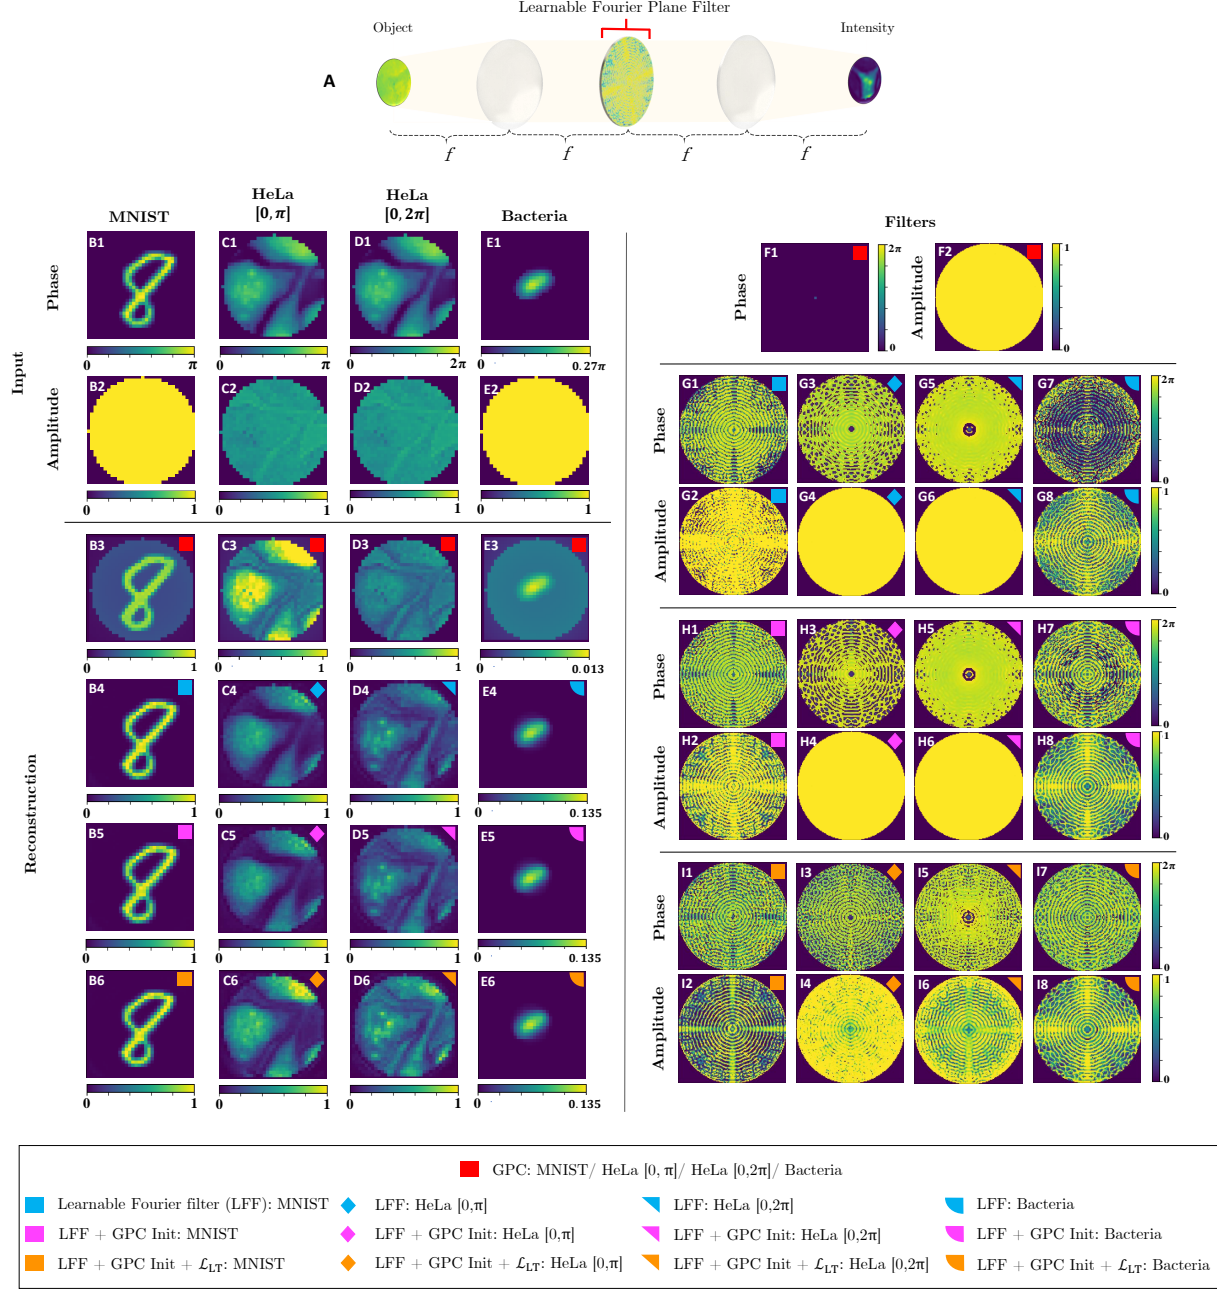 Learnable Fourier Plane Filter
Object
Intensity
A
f f f f
MNIST
HeLa
[0, π]
HeLa
[0, 2π]
Bacteria
Filters
Input
Phase
B1 C1 D1 E1
0 π 0 π 0 2π 0 0.27π
Amplitude
B2 C2 D2 E2
0 1 0 1 0 1 0 1
Reconstruction
B3 C3 D3 E3
0 1 0 1 0 1 0 0.013
B4 C4 D4 E4
0 1 0 1 0 1 0 0.135
B5 C5 D5 E5
0 1 0 1 0 1 0 0.135
B6 C6 D6 E6
0 1 0 1 0 1 0 0.135
Phase
F1
2π
0
Amplitude
F2
1
0
Phase
G1 G3 G5 G7
2π
0
Amplitude
G2 G4 G6 G8
1
0
Phase
H1 H3 H5 H7
2π
0
Amplitude
H2 H4 H6 H8
1
0
Phase
I1 I3 I5 I7
2π
0
Amplitude
I2 I4 I6 I8
1
0
GPC: MNIST/ HeLa [0, π]/ HeLa [0,2π]/ Bacteria
Learnable Fourier filter (LFF): MNIST
LFF: HeLa [0,π]
LFF: HeLa [0,2π]
LFF: Bacteria
LFF + GPC Init: MNIST
LFF + GPC Init: HeLa [0,π]
LFF + GPC Init: HeLa [0,2π]
LFF + GPC Init: Bacteria
LFF + GPC Init + ℒLT: MNIST
LFF + GPC Init + ℒLT: HeLa [0,π]
LFF + GPC Init + ℒLT: HeLa [0,2π]
LFF + GPC Init + ℒLT: Bacteria